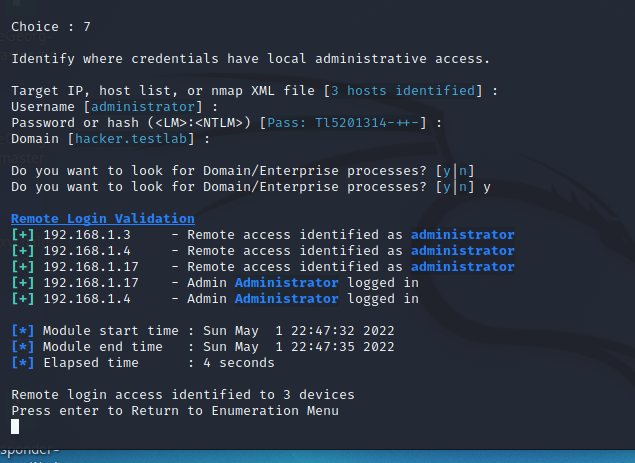 Choice : 7
Identify where credentials have local administrative access.
Target IP, host list, or nmap XML file [3 hosts identified] :
Username [administrator] :
Password or hash (<LM>:<NTLM>) [Pass: Tl5201314-++-] :
Domain [hacker.testlab] :
Do you want to look for Domain/Enterprise processes? [y|n]
Do you want to look for Domain/Enterprise processes? [y|n] y
Remote Login Validation
[+] 192.168.1.3     - Remote access identified as administrator
[+] 192.168.1.4     - Remote access identified as administrator
[+] 192.168.1.17    - Remote access identified as administrator
[+] 192.168.1.17    - Admin Administrator logged in
[+] 192.168.1.4     - Admin Administrator logged in
[*] Module start time : Sun May  1 22:47:32 2022
[*] Module end time   : Sun May  1 22:47:35 2022
[*] Elapsed time      : 4 seconds
Remote login access identified to 3 devices
Press enter to Return to Enumeration Menu
sponder-